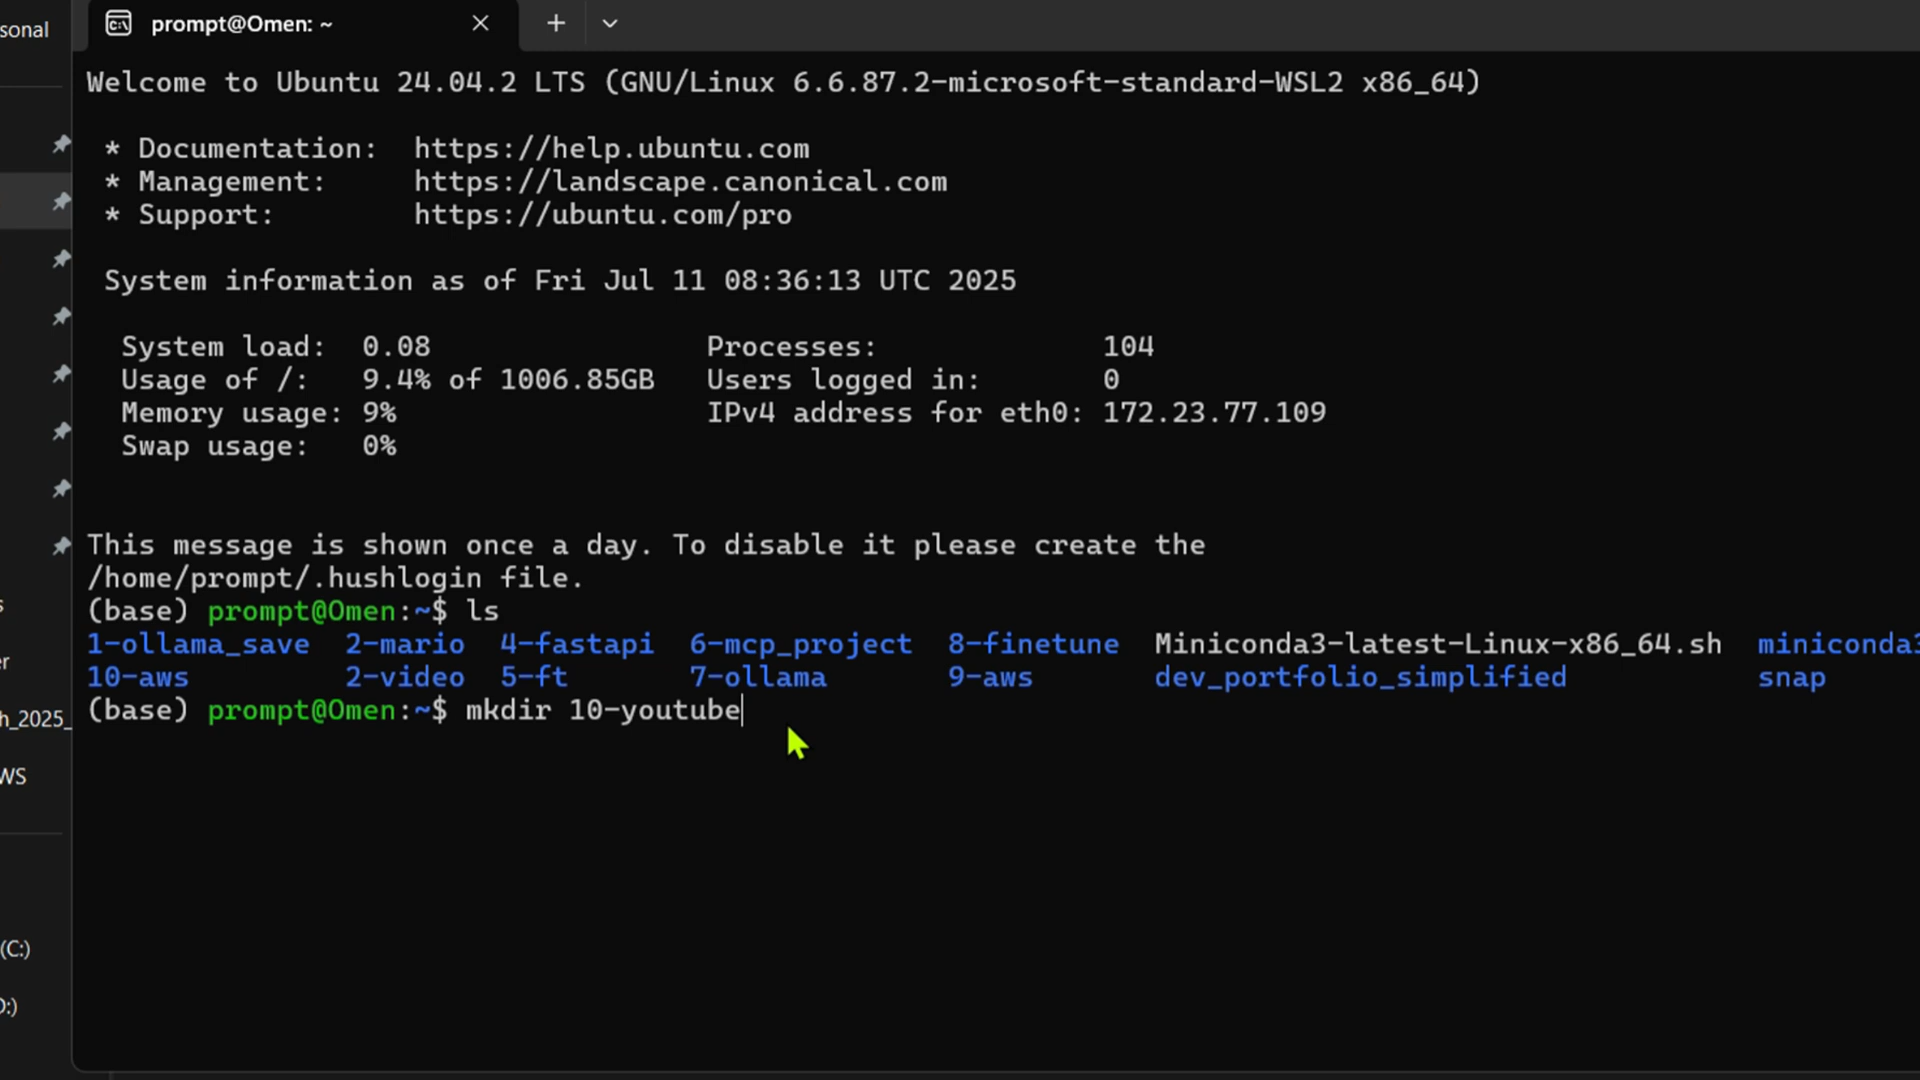 sonal
prompt@Omen: ~
Welcome to Ubuntu 24.04.2 LTS (GNU/Linux 6.6.87.2-microsoft-standard-WSL2 x86_64)
* Documentation:  https://help.ubuntu.com
* Management:     https://landscape.canonical.com
* Support:        https://ubuntu.com/pro
System information as of Fri Jul 11 08:36:13 UTC 2025
System load:  0.08                Processes:             104
Usage of /:   9.4% of 1006.85GB   Users logged in:       0
Memory usage: 9%                  IPv4 address for eth0: 172.23.77.109
Swap usage:   0%
This message is shown once a day. To disable it please create the
/home/prompt/.hushlogin file.
(base) prompt@Omen:~$ ls
1-ollama_save  2-mario  4-fastapi  6-mcp_project  8-finetune  Miniconda3-latest-Linux-x86_64.sh  miniconda3
10-aws         2-video  5-ft       7-ollama       9-aws       dev_portfolio_simplified           snap
(base) prompt@Omen:~$ mkdir 10-youtube
s
er
h_2025_
WS
(C:)
D:)